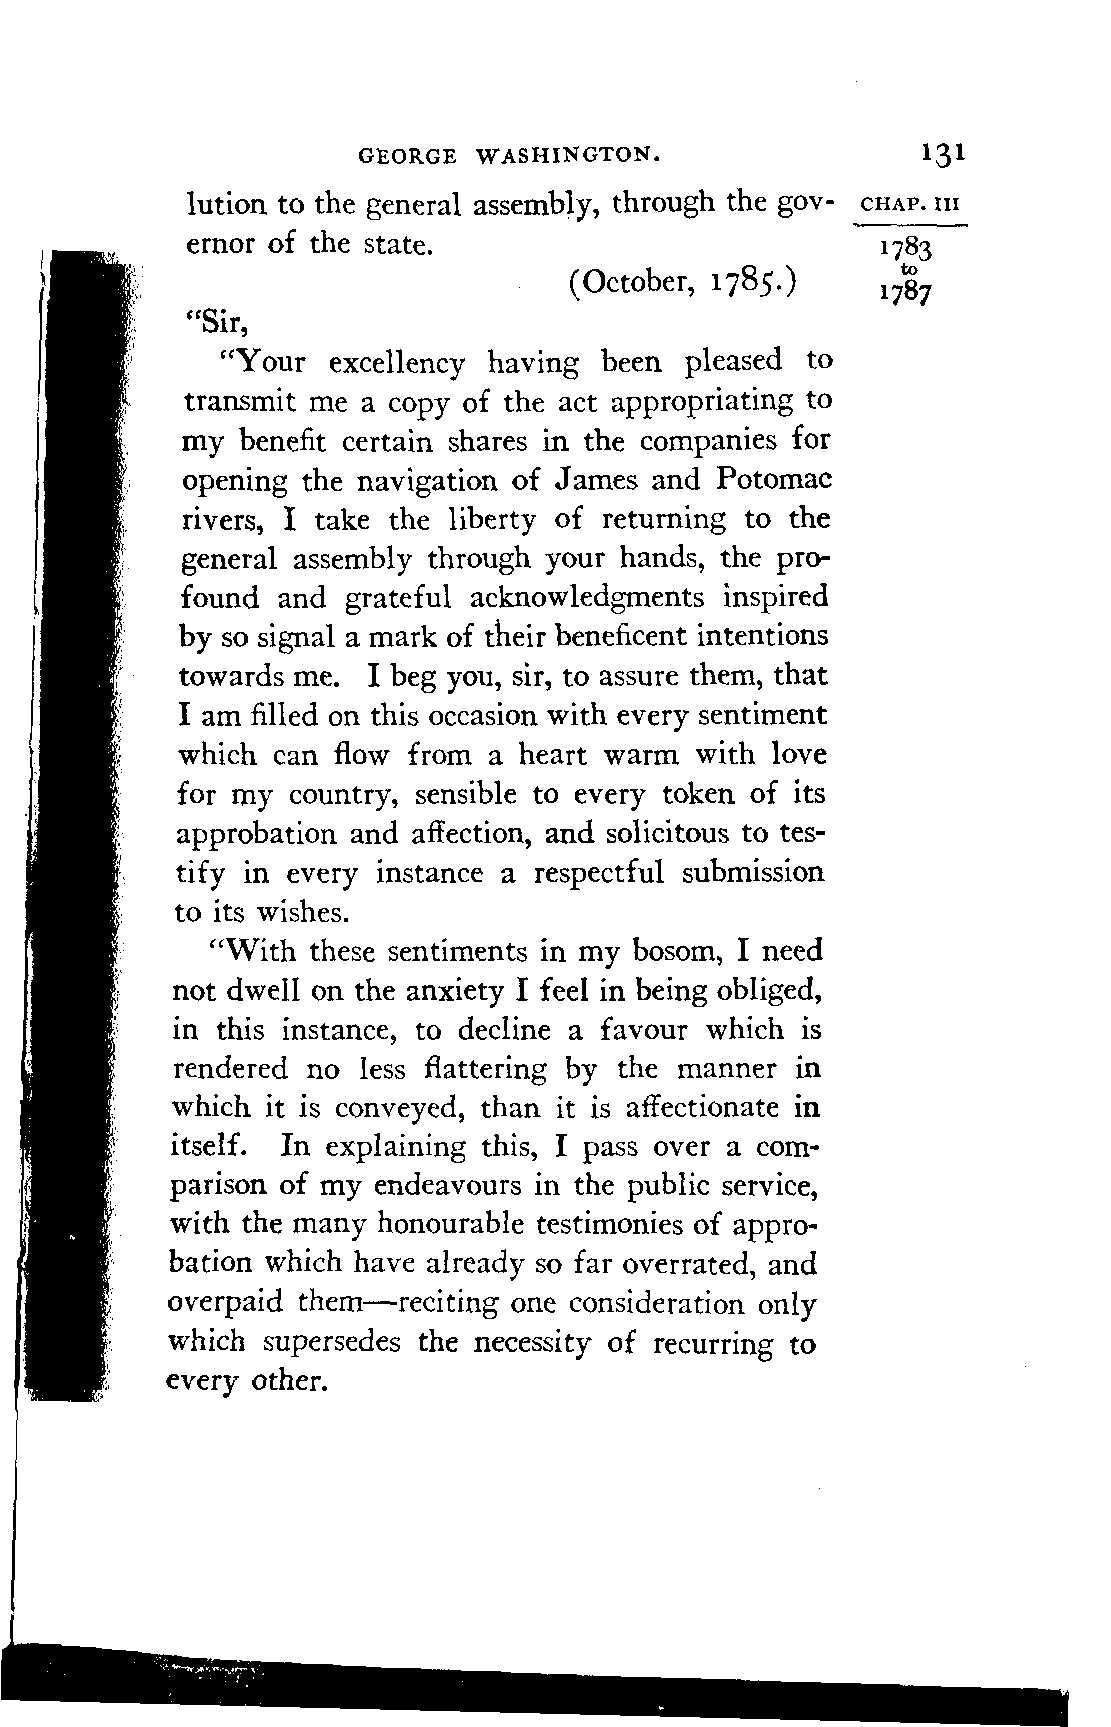 GEORGE WASHINGTON. 131
lution to the general assembly, through the gov- CHAP. III
ernor of the state. 1783
to
(October, 1785.) 1787
“Sir,
“Your excellency having been pleased to
transmit me a copy of the act appropriating to
my benefit certain shares in the companies for
opening the navigation of James and Potomac
rivers, I take the liberty of returning to the
general assembly through your hands, the pro-
found and grateful acknowledgments inspired
by so signal a mark of their beneficent intentions
towards me. I beg you, sir, to assure them, that
I am filled on this occasion with every sentiment
which can flow from a heart warm with love
for my country, sensible to every token of its
approbation and affection, and solicitous to tes-
tify in every instance a respectful submission
to its wishes.
“With these sentiments in my bosom, I need
not dwell on the anxiety I feel in being obliged,
in this instance, to decline a favour which is
rendered no less flattering by the manner in
which it is conveyed, than it is affectionate in
itself. In explaining this, I pass over a com-
parison of my endeavours in the public service,
with the many honourable testimonies of appro-
bation which have already so far overrated, and
overpaid them—reciting one consideration only
which supersedes the necessity of recurring to
every other.